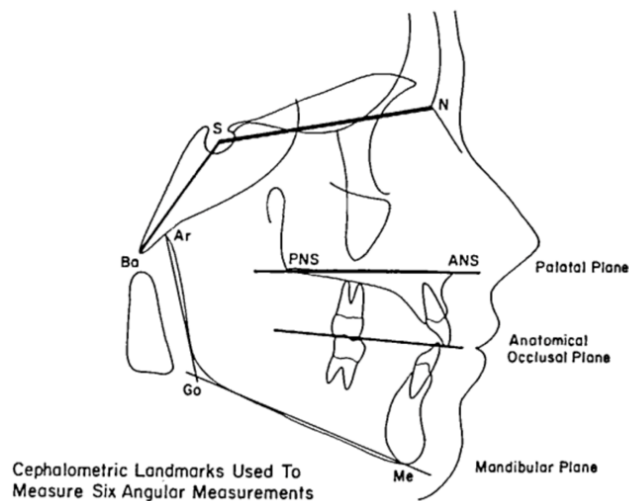 N
S
Ar
Ba
PNS
ANS
Palatal Plane
Anatomical
Occlusal Plane
Go
Me
Mandibular Plane
Cephalometric Landmarks Used To
Measure Six Angular Measurements